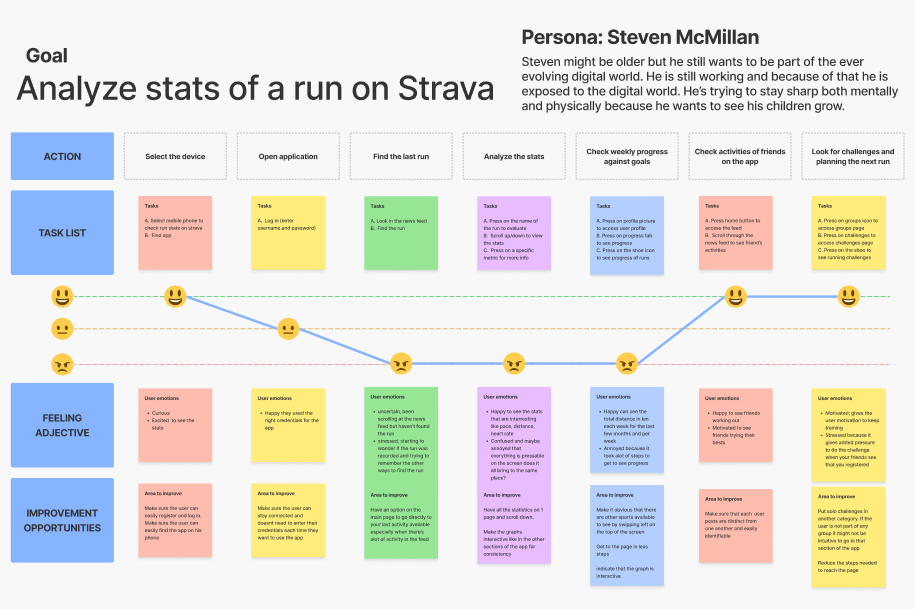 Goal
Analyze stats of a run on Strava
Persona: Steven McMillan
Steven might be older but he still wants to be part of the ever
evolving digital world. He is still working and because of that he is
exposed to the digital world. He's trying to stay sharp both mentally
and physically because he wants to see his children grow.
ACTION
Select the device
Open application
Find the last run
Analyze the stats
Check weekly progress
against goals
Check activities of friends
on the app
Look for challenges and
planning the next run
TASK LIST
Tasks
A. Select mobile phone to
check run stats on strava
B. Find app
Tasks
A. Log in (enter
username and password)
Tasks
A. Look in the news feed
B. Find the run
Tasks
A. Press on the name of
the run to evaluate
B. Scroll up/down to view
the stats
C. Press on a specific
metric for more info
Tasks
A. Press on profile picture
to access user profile
B. Press on progress tab
to see progress
C. Press on the shoe icon
to see progress of runs
Tasks
A. Press home button to
access the feed
B. Scroll through the
news feed to see friend's
activities
Tasks
A. Press on groups icon to
access groups page
B. Press on challenges to
access challenges page
C. Press on the shoe to
see running challenges
FEELING
ADJECTIVE
User emotions
• Curious
• Excited to see the
stats
User emotions
• Happy they used the
right credentials for the
app
User emotions
• uncertain, been
scrolling at the news
feed but haven't found
the run
• stressed, starting to
wonder if the run was
recorded and trying to
remember the other
ways to find the run
User emotions
• Happy to see the stats
that are interesting
like pace, distance,
heart rate
• Confused and maybe
annoyed that
everything is pressable
on the screen does it
all bring to the same
place?
User emotions
• Happy can see the
total distance in km
each week for the last
few months and per
week
• Annoyed because it
took alot of steps to
get to see progress
User emotions
• Happy to see friends
working out
• Motivated to see
friends trying their
bests
User emotions
• Motivated; gives the
user motivation to keep
training
• Stressed because it
gives added pressure
to do the challenge
when your friends see
that you registered
IMPROVEMENT
OPPORTUNITIES
Area to improve
Make sure the user can
easily register and log in.
Make sure the user can
easily find the app on his
phone
Area to improve
Make sure the user can
stay connected and
doesnt need to enter their
credentials each time they
want to use the app
Area to improve
Have an option on the
main page to go directly to
your last activity available
especially when there's
alot of activity in the feed
Area to improve
Have all the statistics on 1
page and scroll down.
Make the graphs
interactive like in the other
sections of the app for
consistency
Area to improve
Make it obvious that there
are other sports available
to see by swipping left on
the top of the screen
Get to the page in less
steps
indicate that the graph is
interactive
Area to improve
Make sure that each user
posts are distinct from
one another and easily
identifiable
Area to improve
Put solo challenges in
another category. If the
user is not part of any
group it might not be
intuitive to go in that
section of the app
Reduce the steps needed
to reach the page